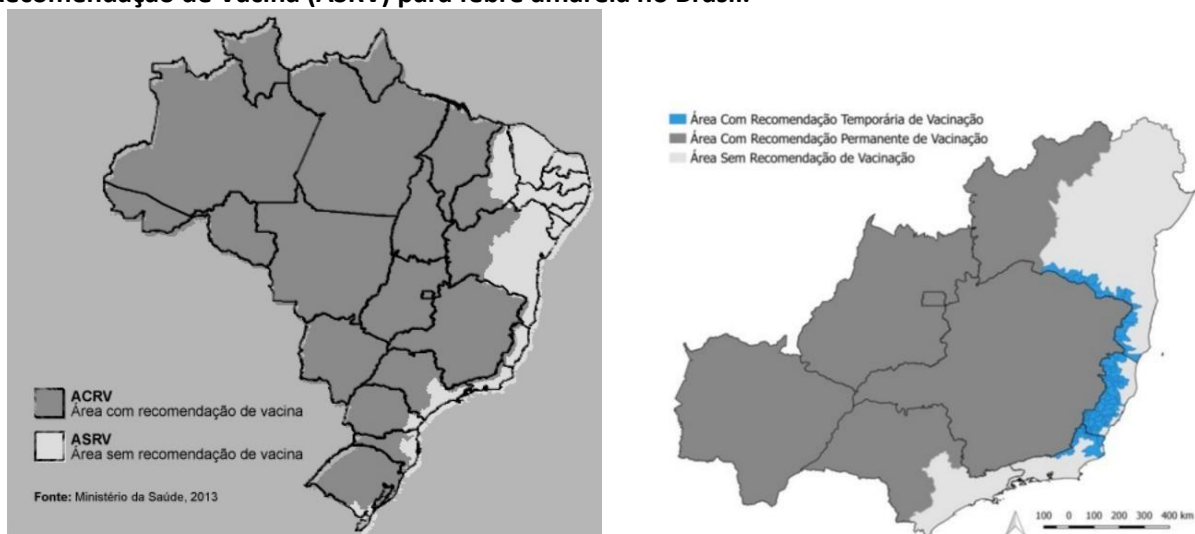 Recomendação de Vacina (ASRV) para febre amarela no Brasil.
ACRV
Área com recomendação de vacina
ASRV
Área sem recomendação de vacina
Fonte: Ministério da Saúde, 2013
Área Com Recomendação Temporária de Vacinação
Área Com Recomendação Permanente de Vacinação
Área Sem Recomendação de Vacinação
100 0 100 200 300 400 km